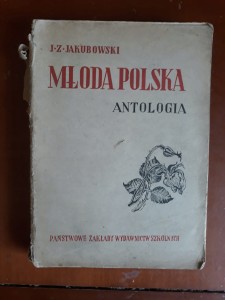 J·Z·JAKUBOWSKI
MŁODA POLSKA
ANTOLOGIA
PAŃSTWOWE ZAKŁADY WYDAWNICTW SZKOLNYCH